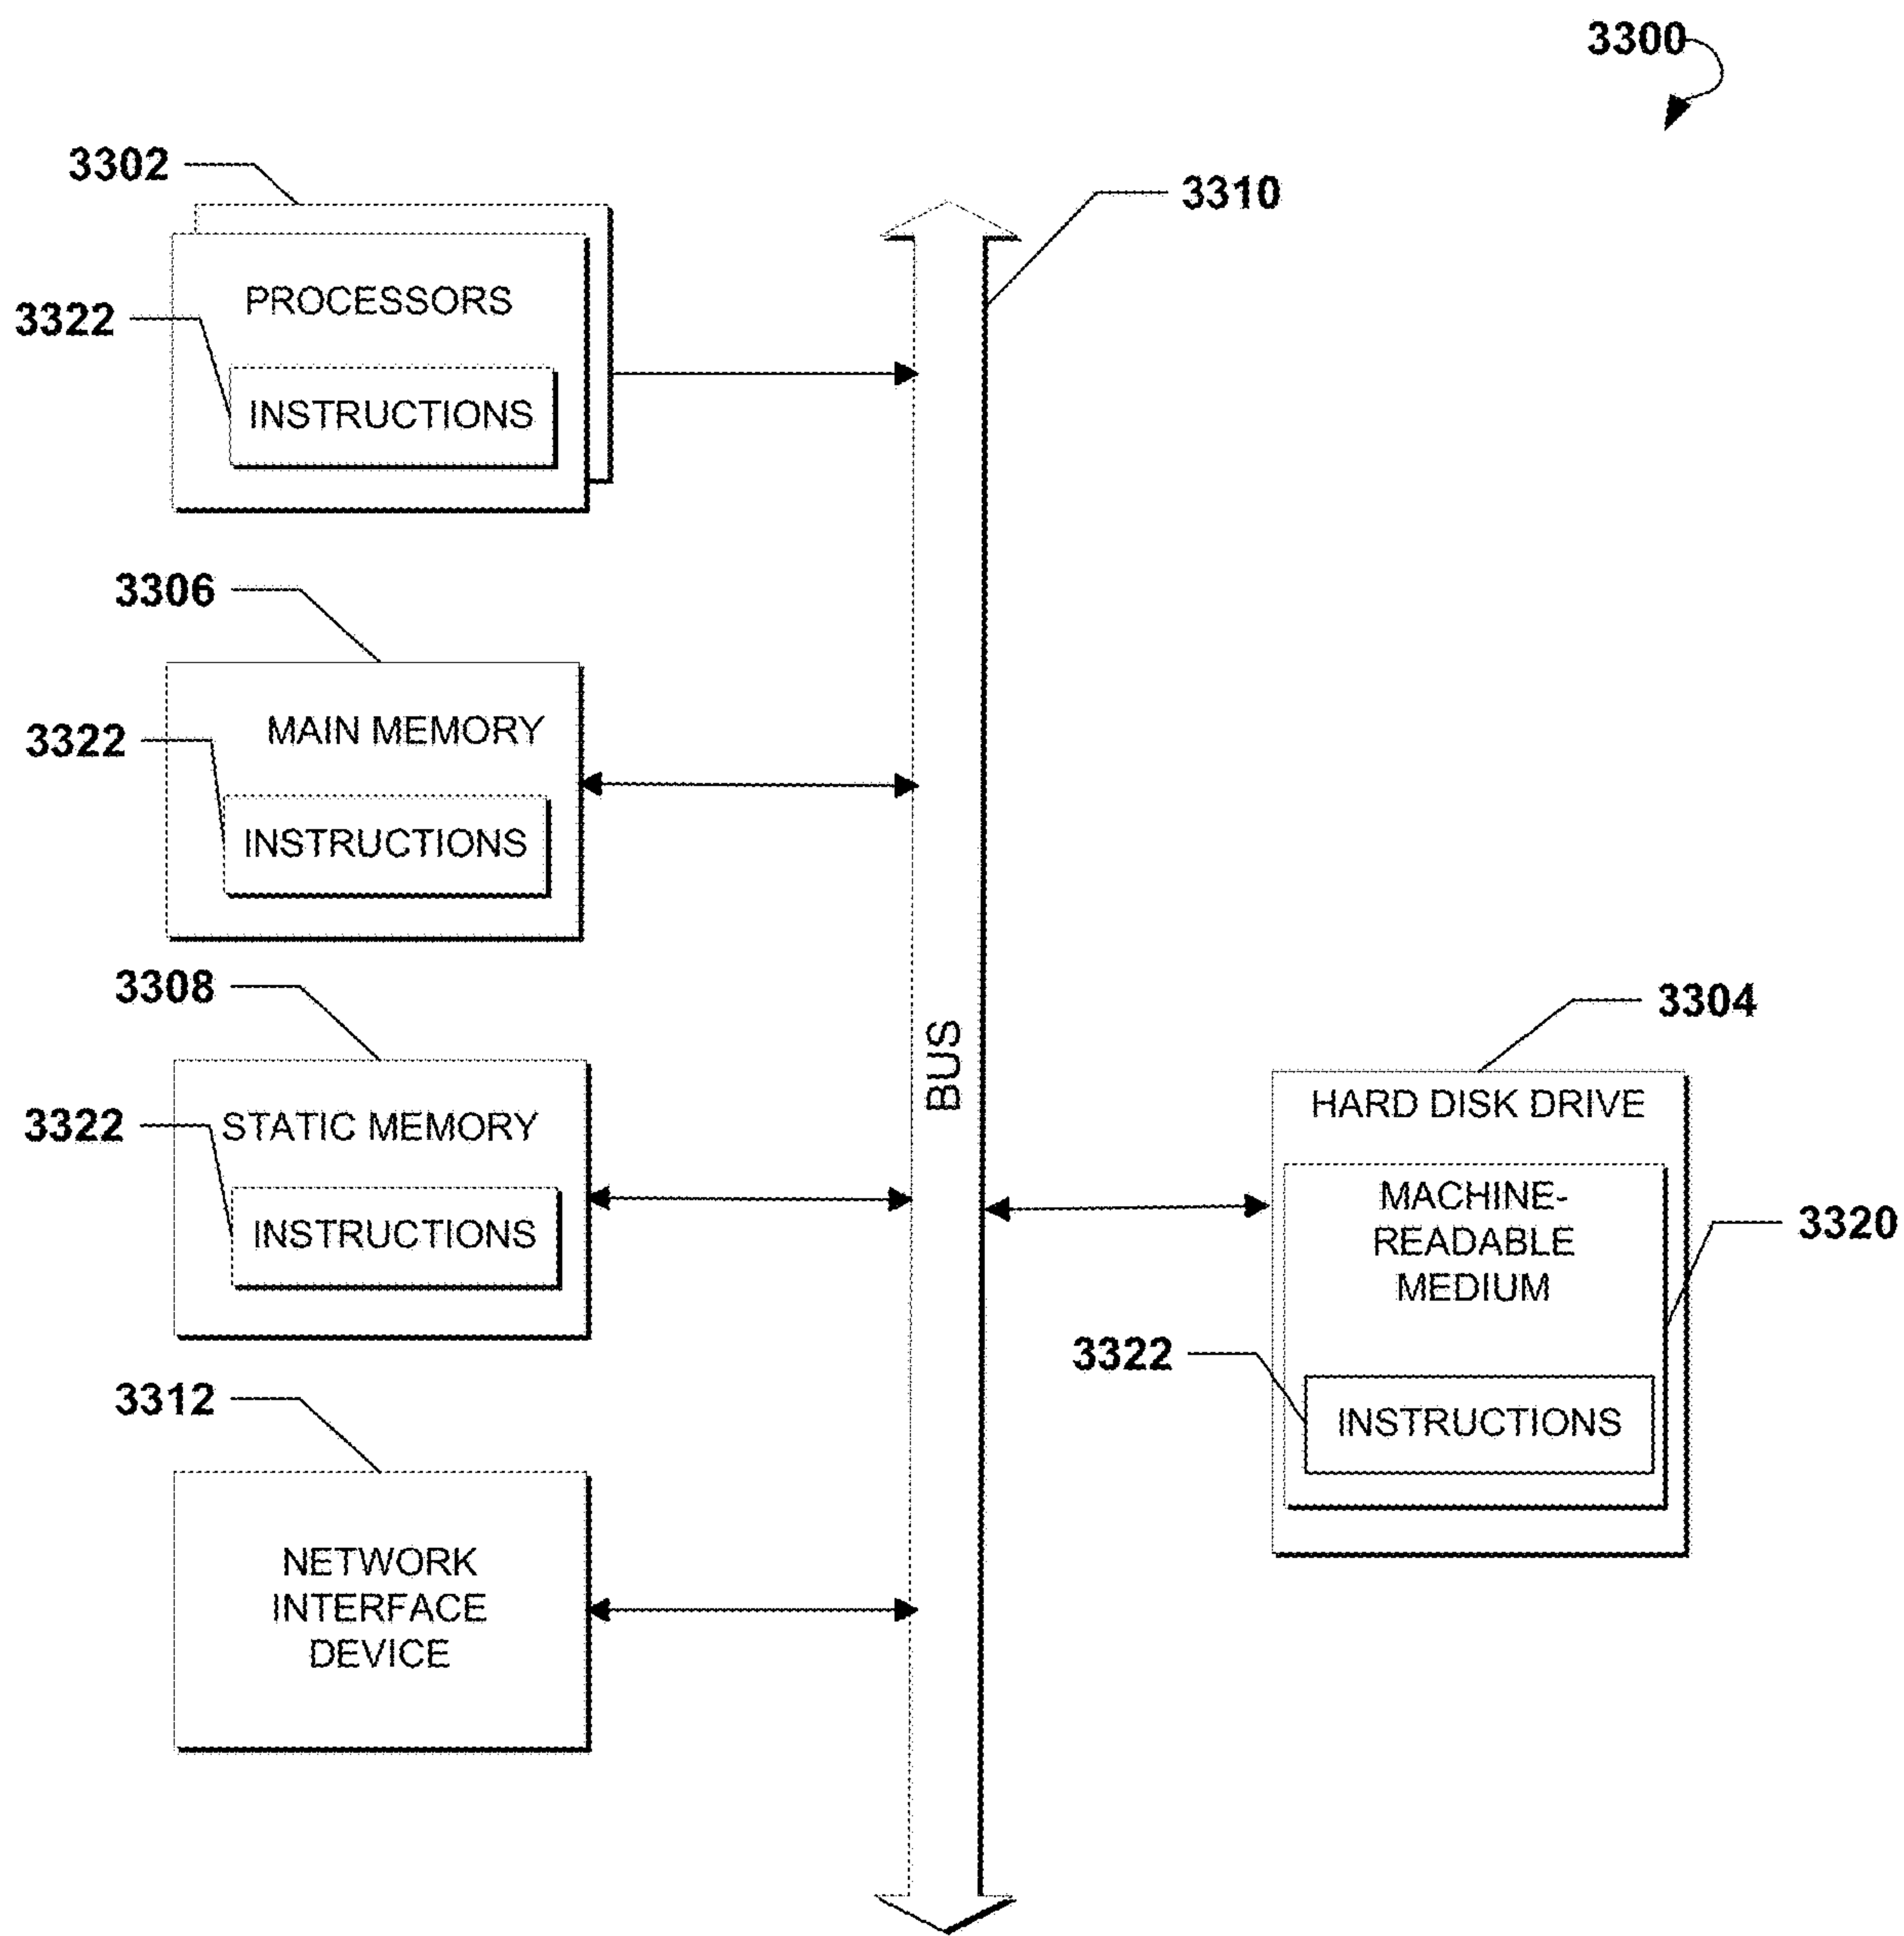 3300
3302
3310
PROCESSORS
3322
INSTRUCTIONS
3306
MAIN MEMORY
3322
INSTRUCTIONS
3308
STATIC MEMORY
3322
INSTRUCTIONS
3312
NETWORK
INTERFACE
DEVICE
BUS
3304
HARD DISK DRIVE
MACHINE-
READABLE
MEDIUM
3320
3322
INSTRUCTIONS